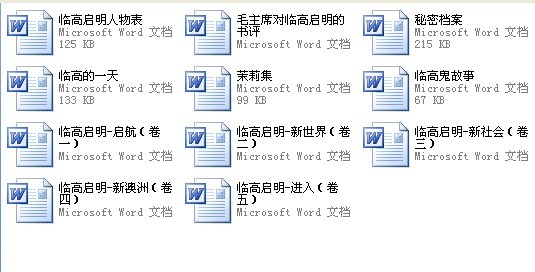 临高启明人物表
Microsoft Word 文档
125 KB
毛主席对临高启明的
书评
Microsoft Word 文档
秘密档案
Microsoft Word 文档
215 KB
临高的一天
Microsoft Word 文档
133 KB
茉莉集
Microsoft Word 文档
99 KB
临高鬼故事
Microsoft Word 文档
67 KB
临高启明-启航（卷
一）
Microsoft Word 文档
临高启明-新世界（卷
二）
Microsoft Word 文档
临高启明-新社会（卷
三）
Microsoft Word 文档
临高启明-新澳洲（卷
四）
Microsoft Word 文档
临高启明-进入（卷
五）
Microsoft Word 文档